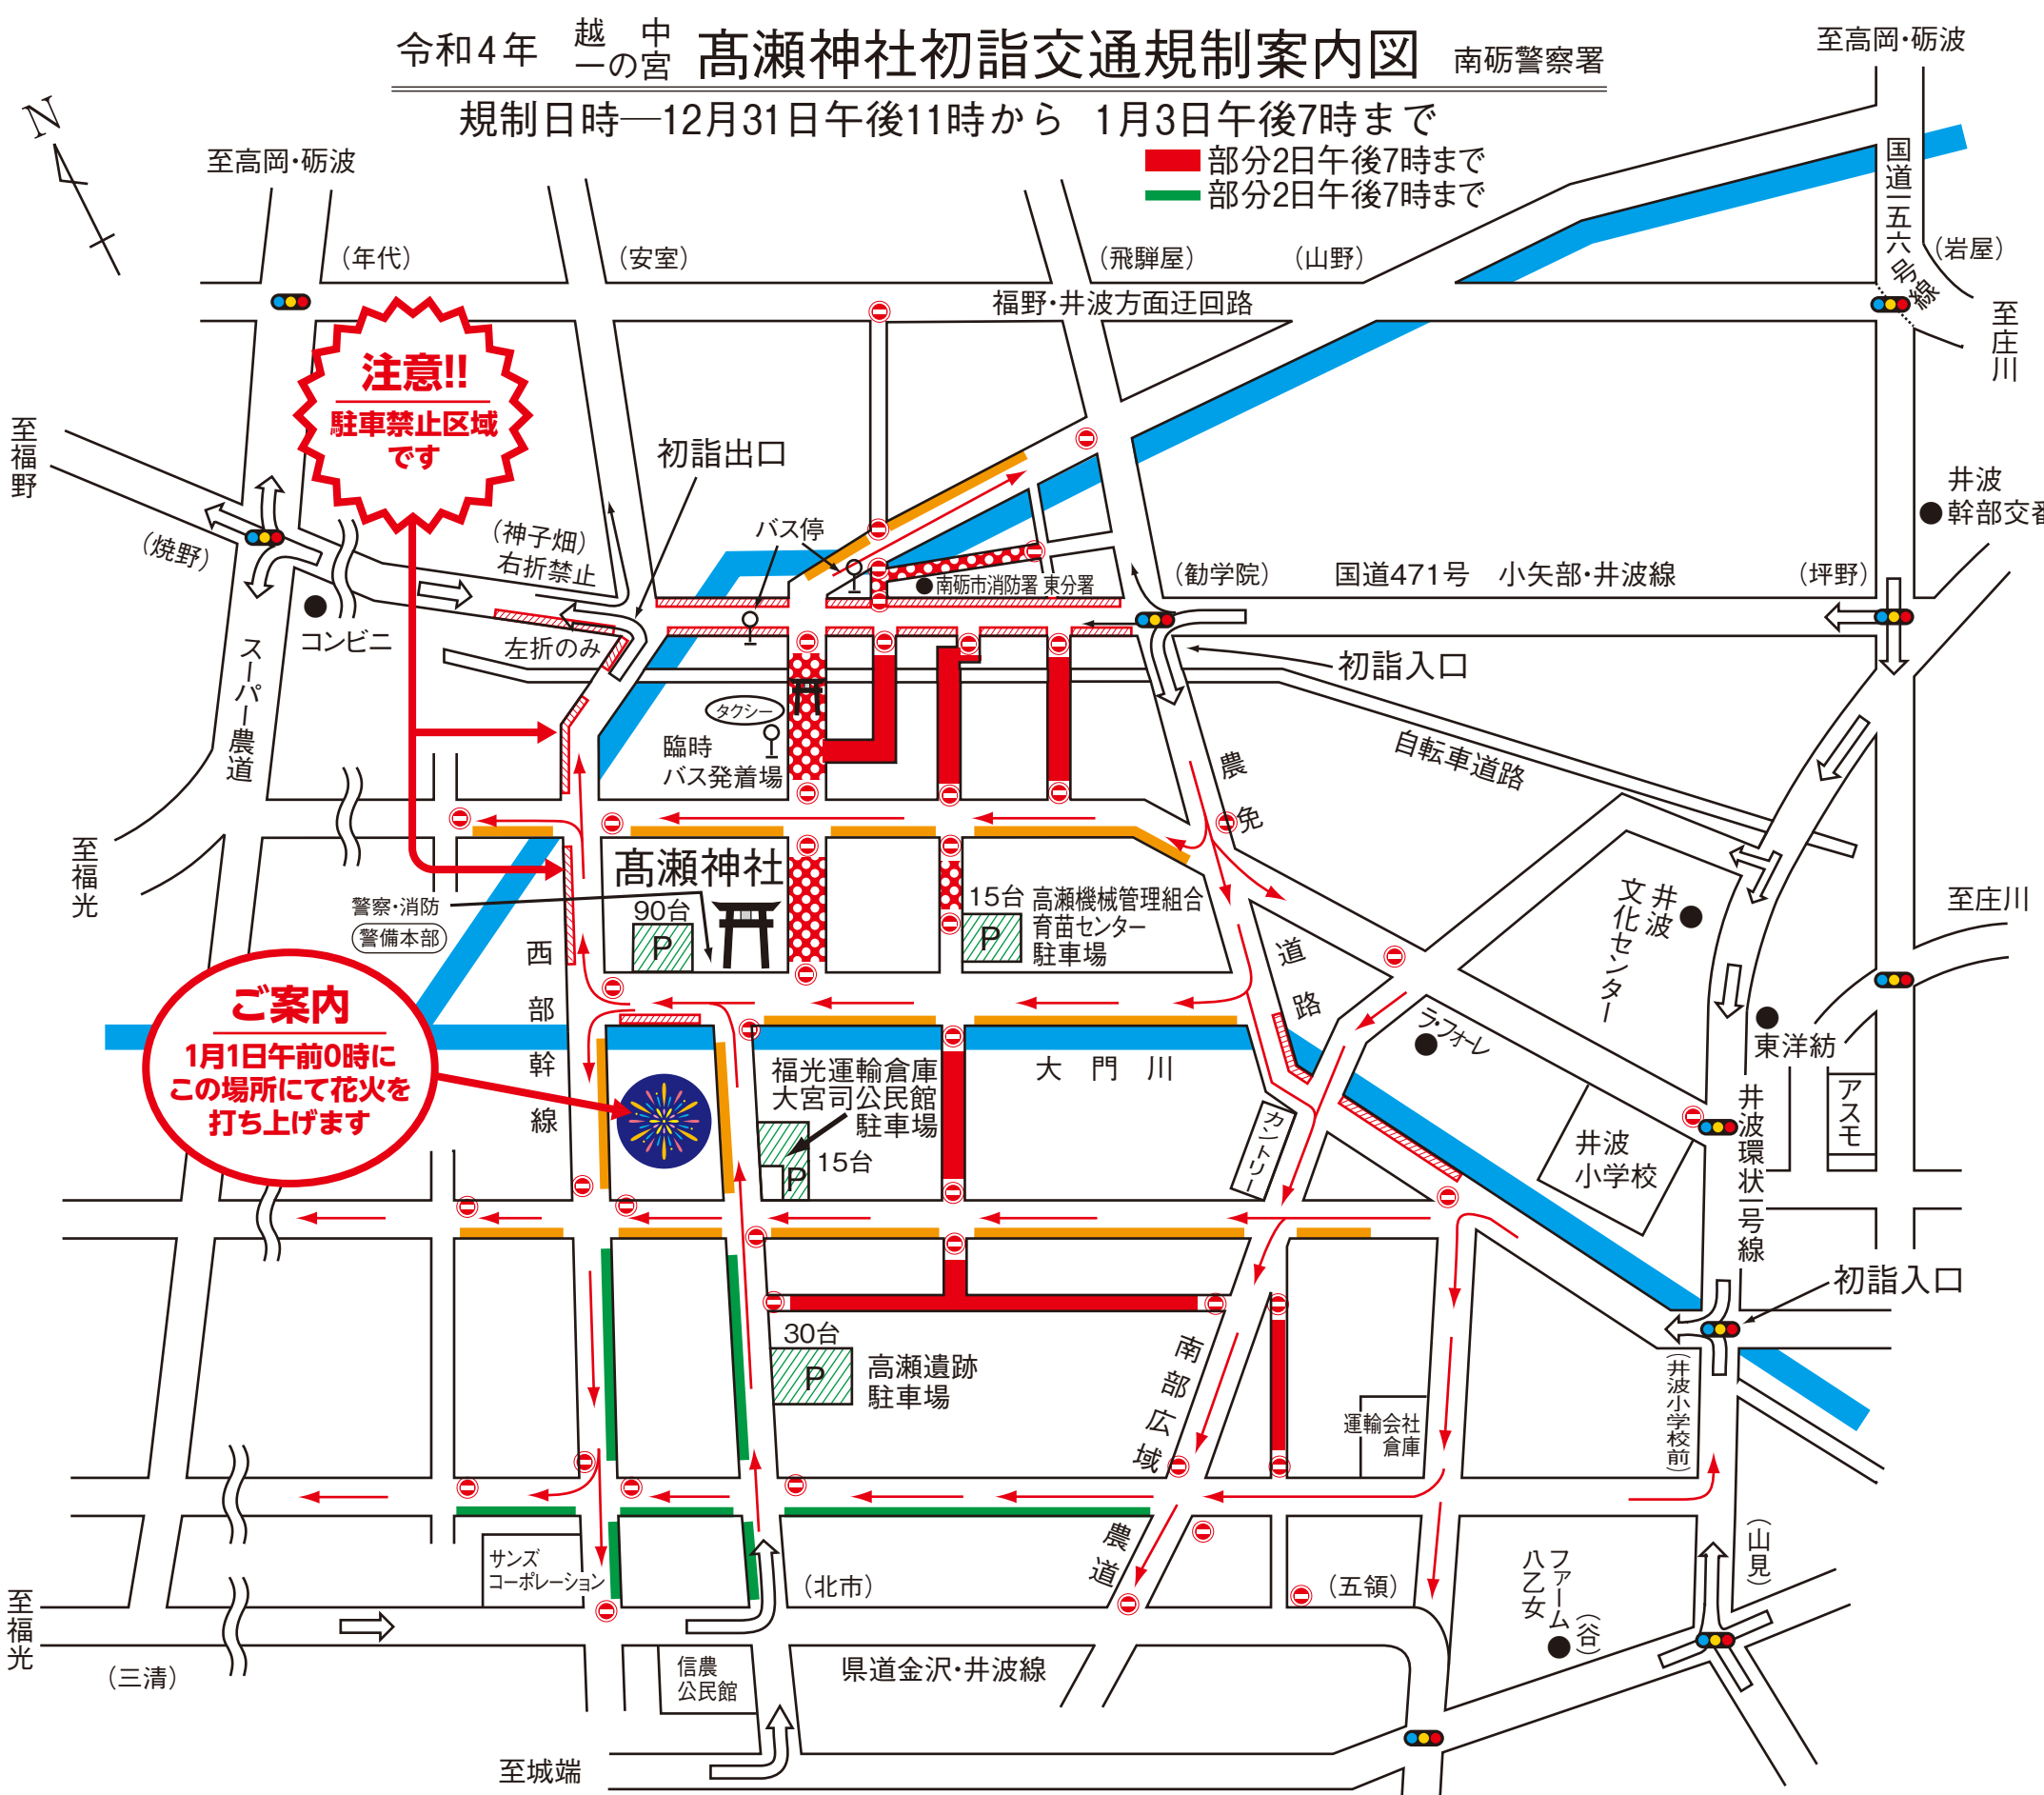 令和4年 越中一の宮 髙瀬神社初詣交通規制案内図 南砺警察署
規制日時―12月31日午後11時から 1月3日午後7時まで
部分2日午後7時まで
部分2日午後7時まで
N
至高岡・砺波
至高岡・砺波
国道一五六号線
(岩屋)
至庄川
(年代)
(安室)
(飛騨屋)
(山野)
福野・井波方面迂回路
注意!!
駐車禁止区域
です
至福野
(焼野)
(神子畑)
右折禁止
初詣出口
バス停
南砺市消防署 東分署
(勧学院)
国道471号 小矢部・井波線
(坪野)
井波
幹部交番
コンビニ
左折のみ
スーパー農道
初詣入口
タクシー
臨時
バス発着場
自転車道路
農免道路
至福光
髙瀬神社
警察・消防
警備本部
90台
P
15台
P
高瀬機械管理組合
育苗センター
駐車場
井波
文化センター
至庄川
西部幹線
ご案内
1月1日午前0時に
この場所にて花火を
打ち上げます
福光運輸倉庫
大宮司公民館
駐車場
15台
P
大門川
ラ・フォーレ
東洋紡
アスモ
カントリー
井波
小学校
井波環状一号線
初詣入口
30台
P
高瀬遺跡
駐車場
南部広域農道
運輸会社
倉庫
(井波小学校前)
サンズ
コーポレーション
(北市)
(五領)
ファーム
八乙女
(谷)
(山見)
至福光
(三清)
信農
公民館
県道金沢・井波線
至城端